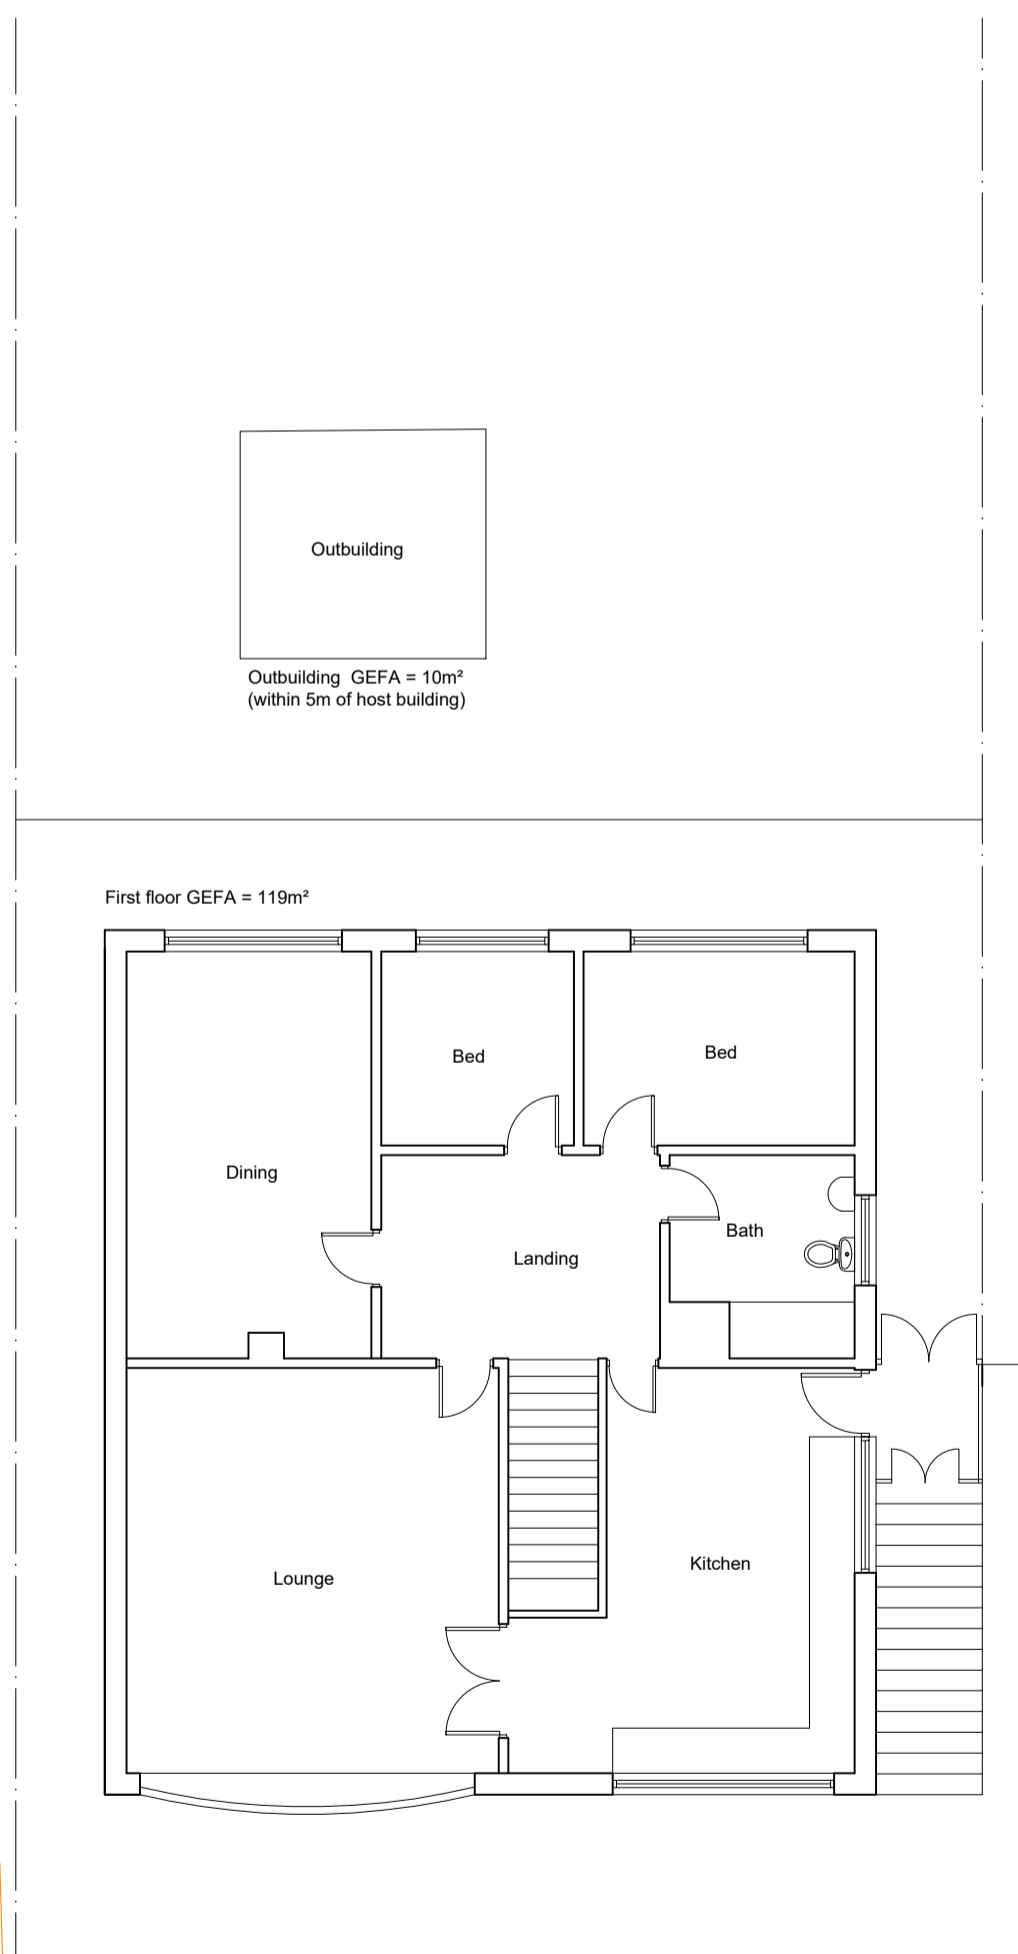 Outbuilding
Outbuilding GEFA = 10m²
(within 5m of host building)
First floor GEFA = 119m²
Bed
Bed
Dining
Bath
Landing
Kitchen
Lounge